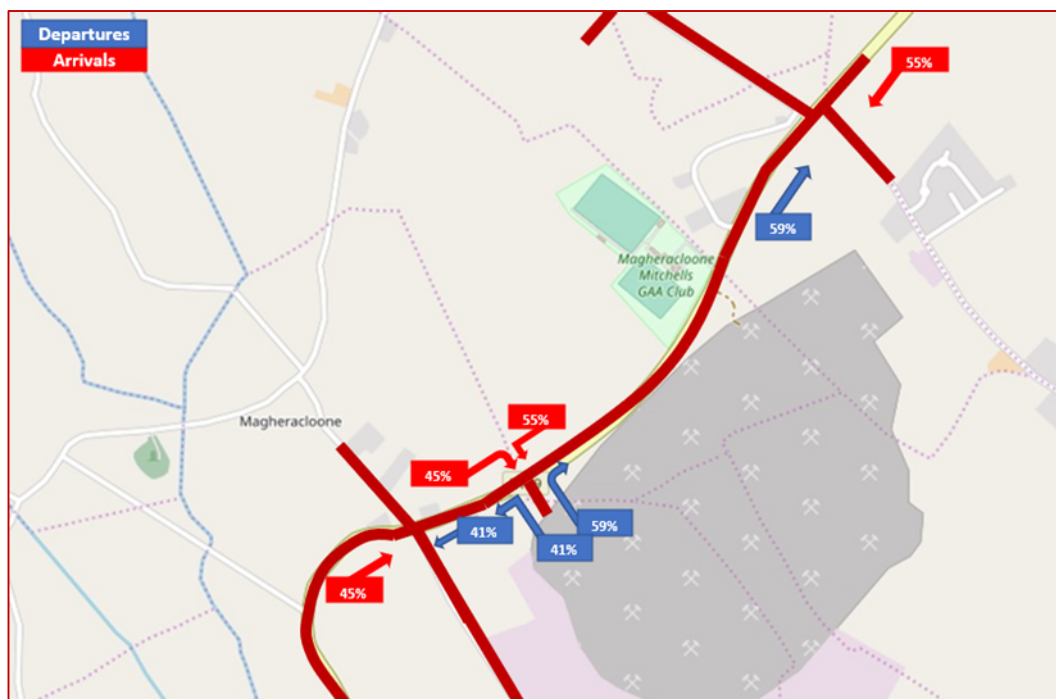 Departures
Arrivals
55%
59%
Magheracloone
Mitchells
GAA Club
Magheracloone
55%
45%
59%
41%
41%
45%